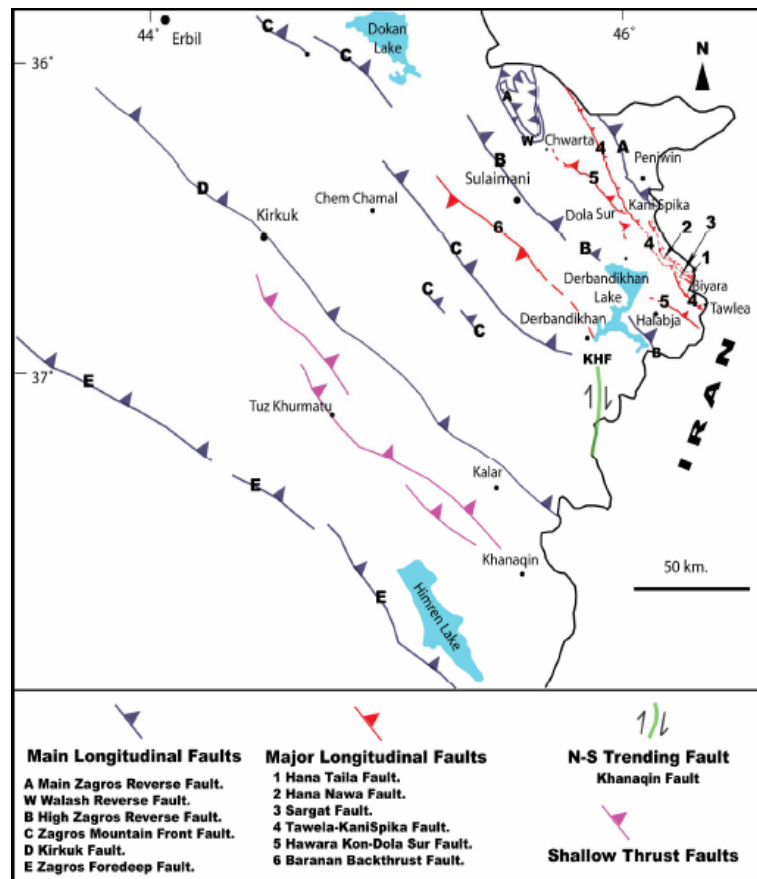 44
46
Erbil
C
Dokan
Lake
C
36
N
A
W
Chwarta
4
A
Penjwin
B
5
Sulaimani
Kani Spika
D
Chem Chamal
Dola Sur
3
2
Kirkuk
6
C
B
4
1
Derbandikhan
Lake
Biyara
C
C
5
4
Tawlea
Derbandikhan
Halabja
B
KHF
37
E
IRAN
Tuz Khurmatu
Kalar
E
Khanaqin
50 km.
E
Himren Lake
Main Longitudinal Faults
A Main Zagros Reverse Fault.
W Walash Reverse Fault.
B High Zagros Reverse Fault.
C Zagros Mountain Front Fault.
D Kirkuk Fault.
E Zagros Foredeep Fault.
Major Longitudinal Faults
1 Hana Taila Fault.
2 Hana Nawa Fault.
3 Sargat Fault.
4 Tawela-KaniSpika Fault.
5 Hawara Kon-Dola Sur Fault.
6 Baranan Backthrust Fault.
N-S Trending Fault
Khanaqin Fault
Shallow Thrust Faults